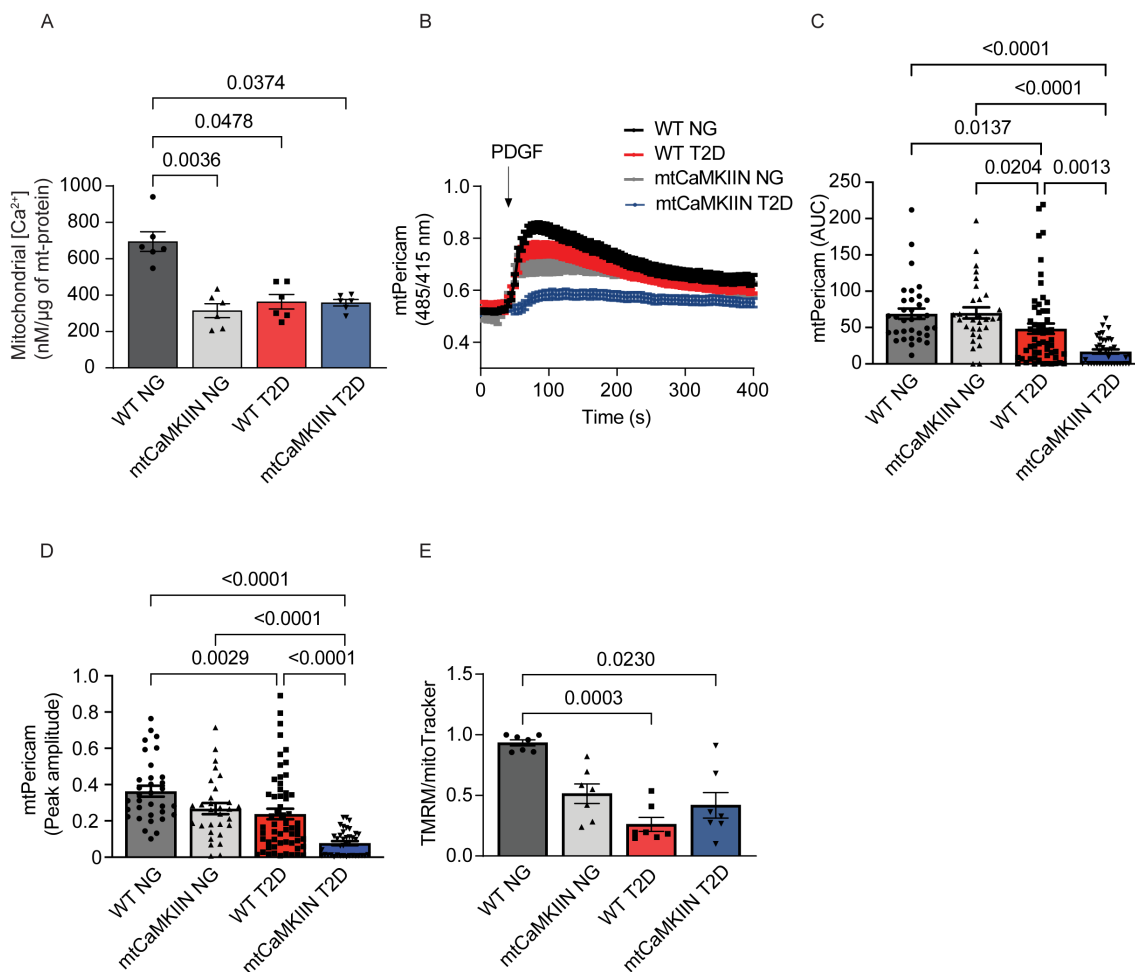 A
0.0374
0.0478
0.0036
Mitochondrial [Ca²⁺]
(nM/µg of mt-protein)
1000
800
600
400
200
0
WT NG
mtCaMKIIN NG
WT T2D
mtCaMKIIN T2D
B
WT NG
WT T2D
mtCaMKIIN NG
mtCaMKIIN T2D
PDGF
mtPericam
(485/415 nm)
1.0
0.8
0.6
0.4
0
100
200
300
400
Time (s)
C
<0.0001
<0.0001
0.0137
0.0204
0.0013
mtPericam (AUC)
250
200
150
100
50
0
WT NG
mtCaMKIIN NG
WT T2D
mtCaMKIIN T2D
D
<0.0001
<0.0001
0.0029
<0.0001
mtPericam
(Peak amplitude)
1.0
0.8
0.6
0.4
0.2
0
WT NG
mtCaMKIIN NG
WT T2D
mtCaMKIIN T2D
E
0.0230
0.0003
TMRM/mitoTracker
1.5
1.0
0.5
0.0
WT NG
mtCaMKIIN NG
WT T2D
mtCaMKIIN T2D